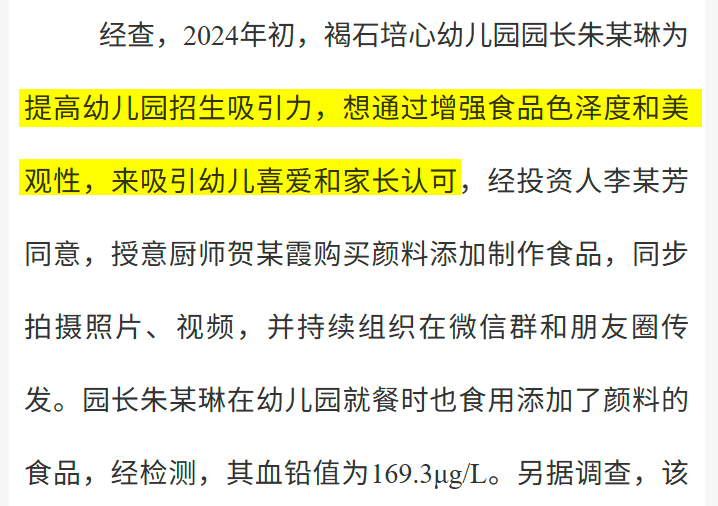 经查，2024年初，褐石培心幼儿园园长朱某琳为
提高幼儿园招生吸引力，想通过增强食品色泽度和美
观性，来吸引幼儿喜爱和家长认可，经投资人李某芳
同意，授意厨师贺某霞购买颜料添加制作食品，同步
拍摄照片、视频，并持续组织在微信群和朋友圈传
发。园长朱某琳在幼儿园就餐时也食用添加了颜料的
食品，经检测，其血铅值为169.3μg/L。另据调查，该